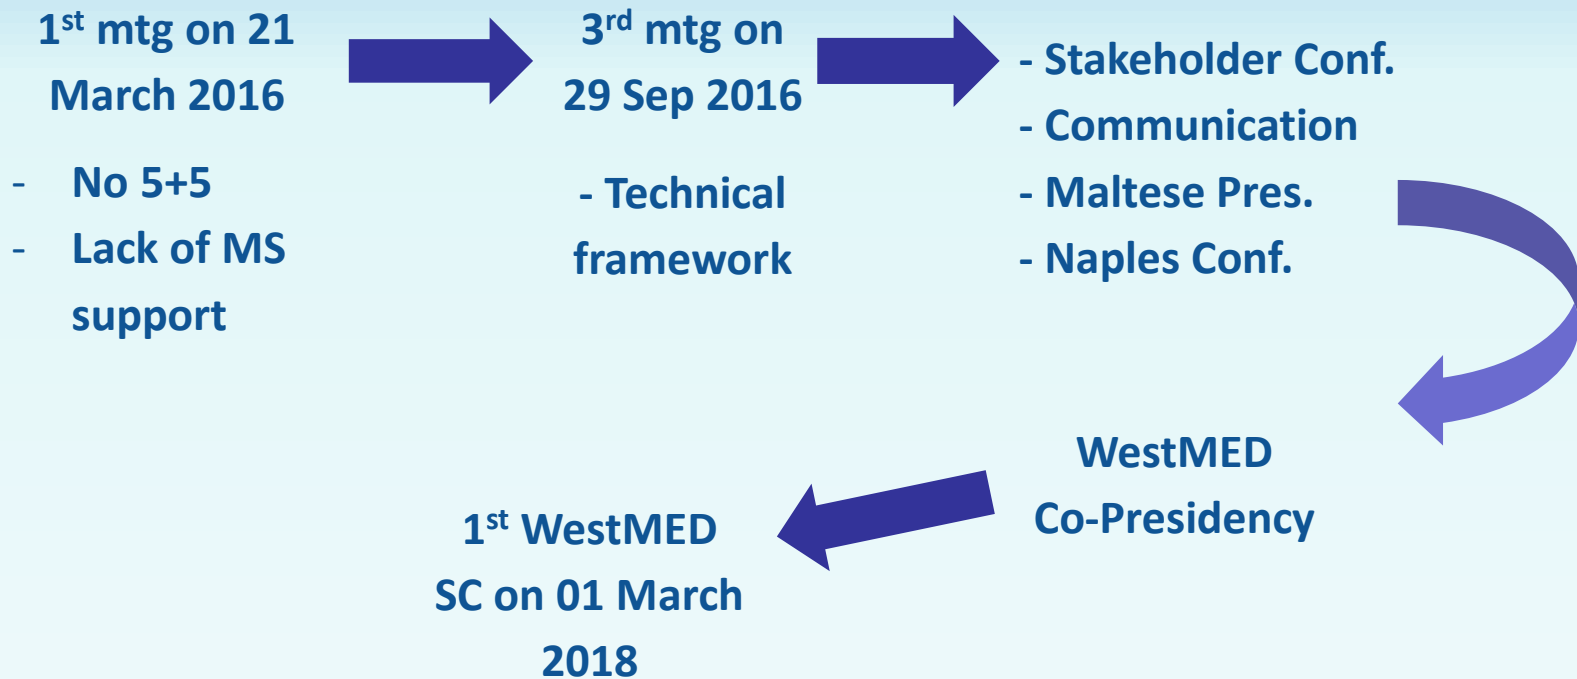 1st mtg on 21
March 2016
- No 5+5
- Lack of MS
support
3rd mtg on
29 Sep 2016
- Technical
framework
- Stakeholder Conf.
- Communication
- Maltese Pres.
- Naples Conf.
WestMED
Co-Presidency
1st WestMED
SC on 01 March
2018